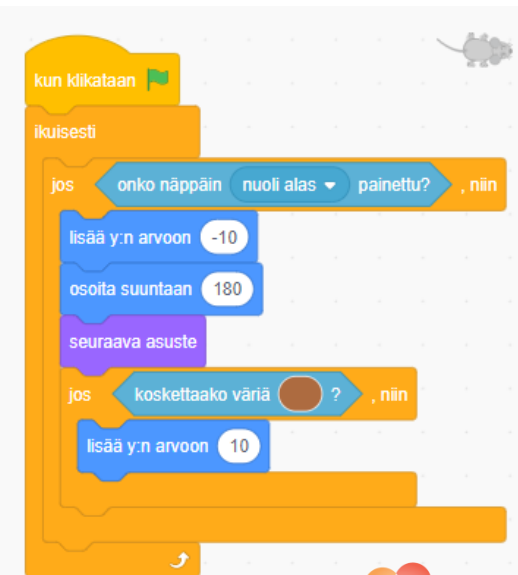 kun klikataan
ikuisesti
jos onko näppäin nuoli alas painettu? , niin
lisää y:n arvoon -10
osoita suuntaan 180
seuraava asuste
jos koskettaako väriä ? , niin
lisää y:n arvoon 10